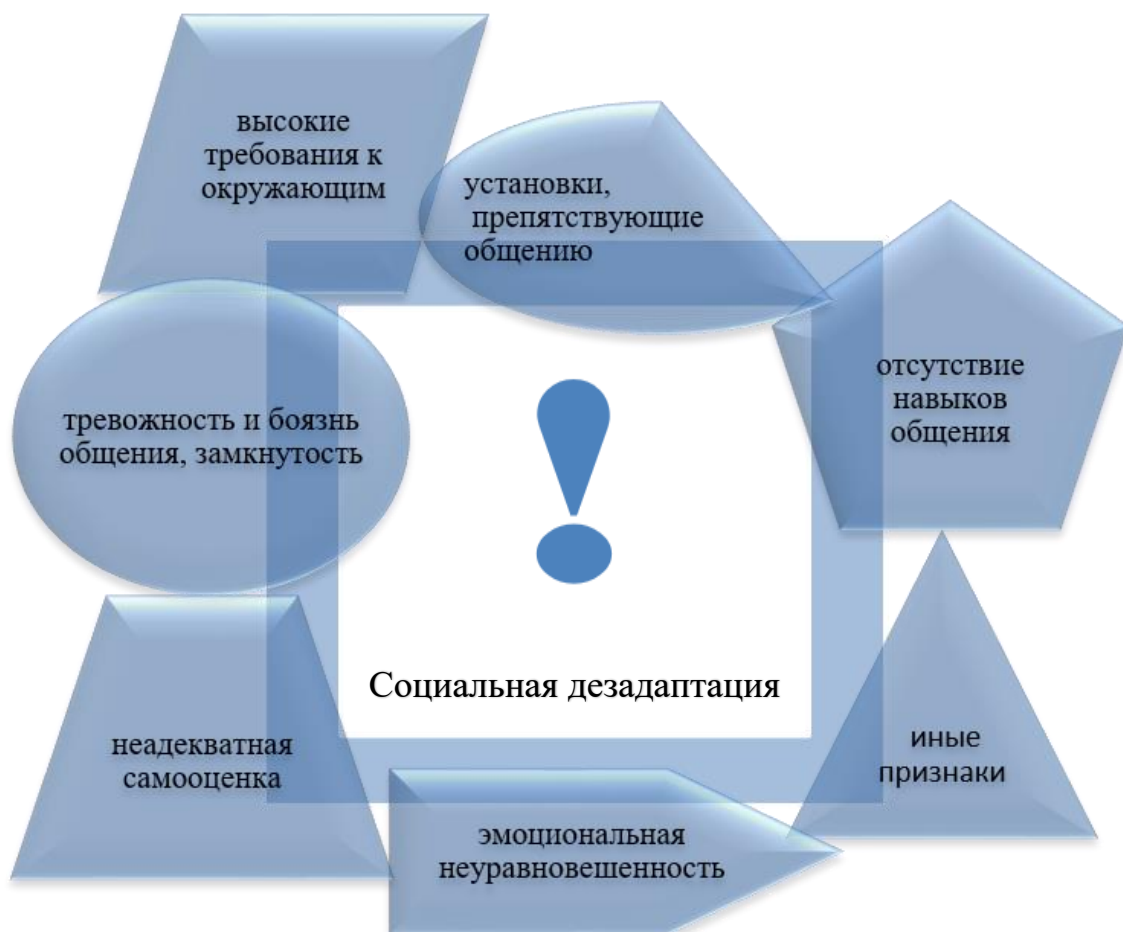 высокие
требования к
окружающим
установки,
препятствующие
общению
отсутствие
навыков
общения
тревожность и боязнь
общения, замкнутость
Социальная дезадаптация
неадекватная
самооценка
иные
признаки
эмоциональная
неуравновешенность